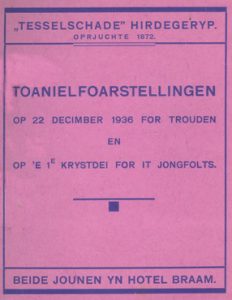 „TESSELSCHADE" HIRDEGERYP.
OPRJUCHTE 1872.
TOANIELFOARSTELLINGEN
OP 22 DECIMBER 1936 FOR TROUDEN
EN
OP 'E 1E KRYSTDEI FOR IT JONGFOLTS.
BEIDE JOUNEN YN HOTEL BRAAM.